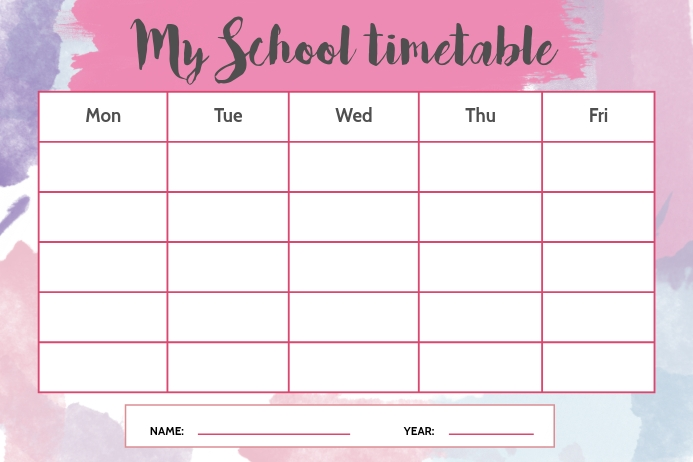 My School timetable
Mon Tue Wed Thu Fri
NAME: YEAR: